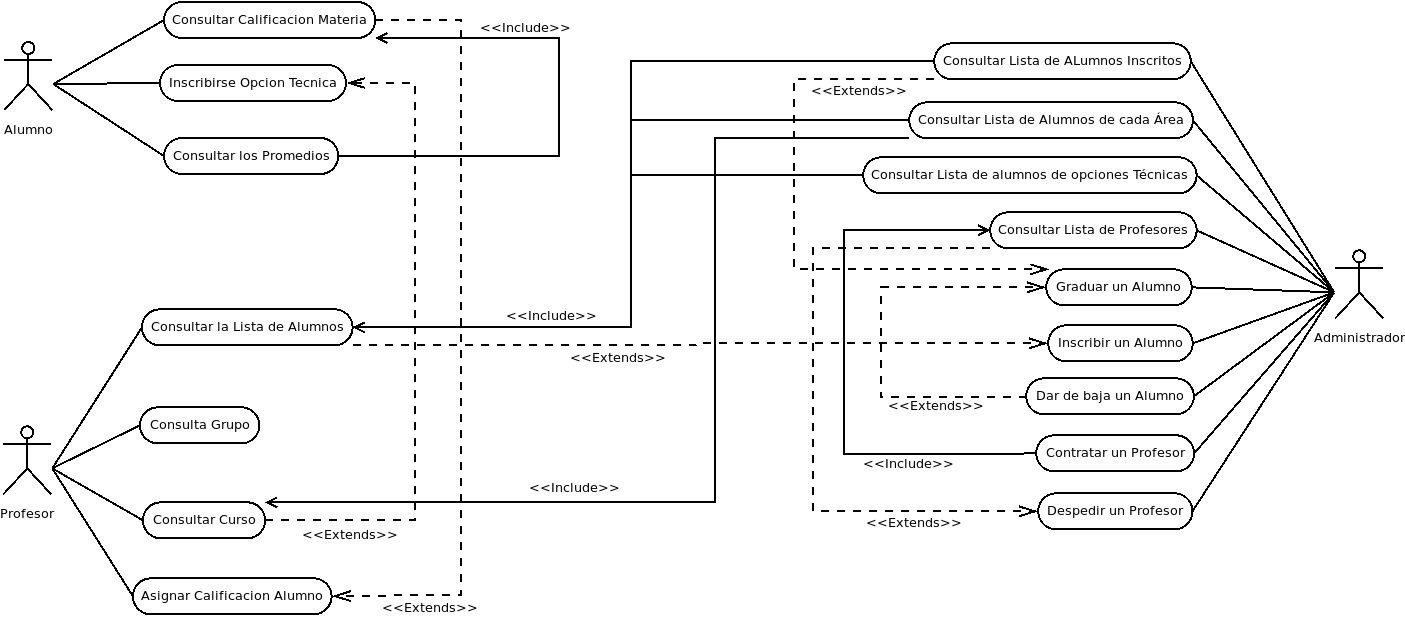 Consultar Calificacion Materia
<<Include>>
Inscribirse Opcion Tecnica
Alumno
Consultar los Promedios
Consultar Lista de ALumnos Inscritos
<<Extends>>
Consultar Lista de Alumnos de cada Área
Consultar Lista de alumnos de opciones Técnicas
Consultar Lista de Profesores
Graduar un Alumno
Administrador
Inscribir un Alumno
Dar de baja un Alumno
<<Extends>>
Contratar un Profesor
<<Include>>
Despedir un Profesor
<<Extends>>
<<Include>>
Consultar la Lista de Alumnos
<<Extends>>
Consulta Grupo
Profesor
<<Include>>
Consultar Curso
<<Extends>>
Asignar Calificacion Alumno
<<Extends>>